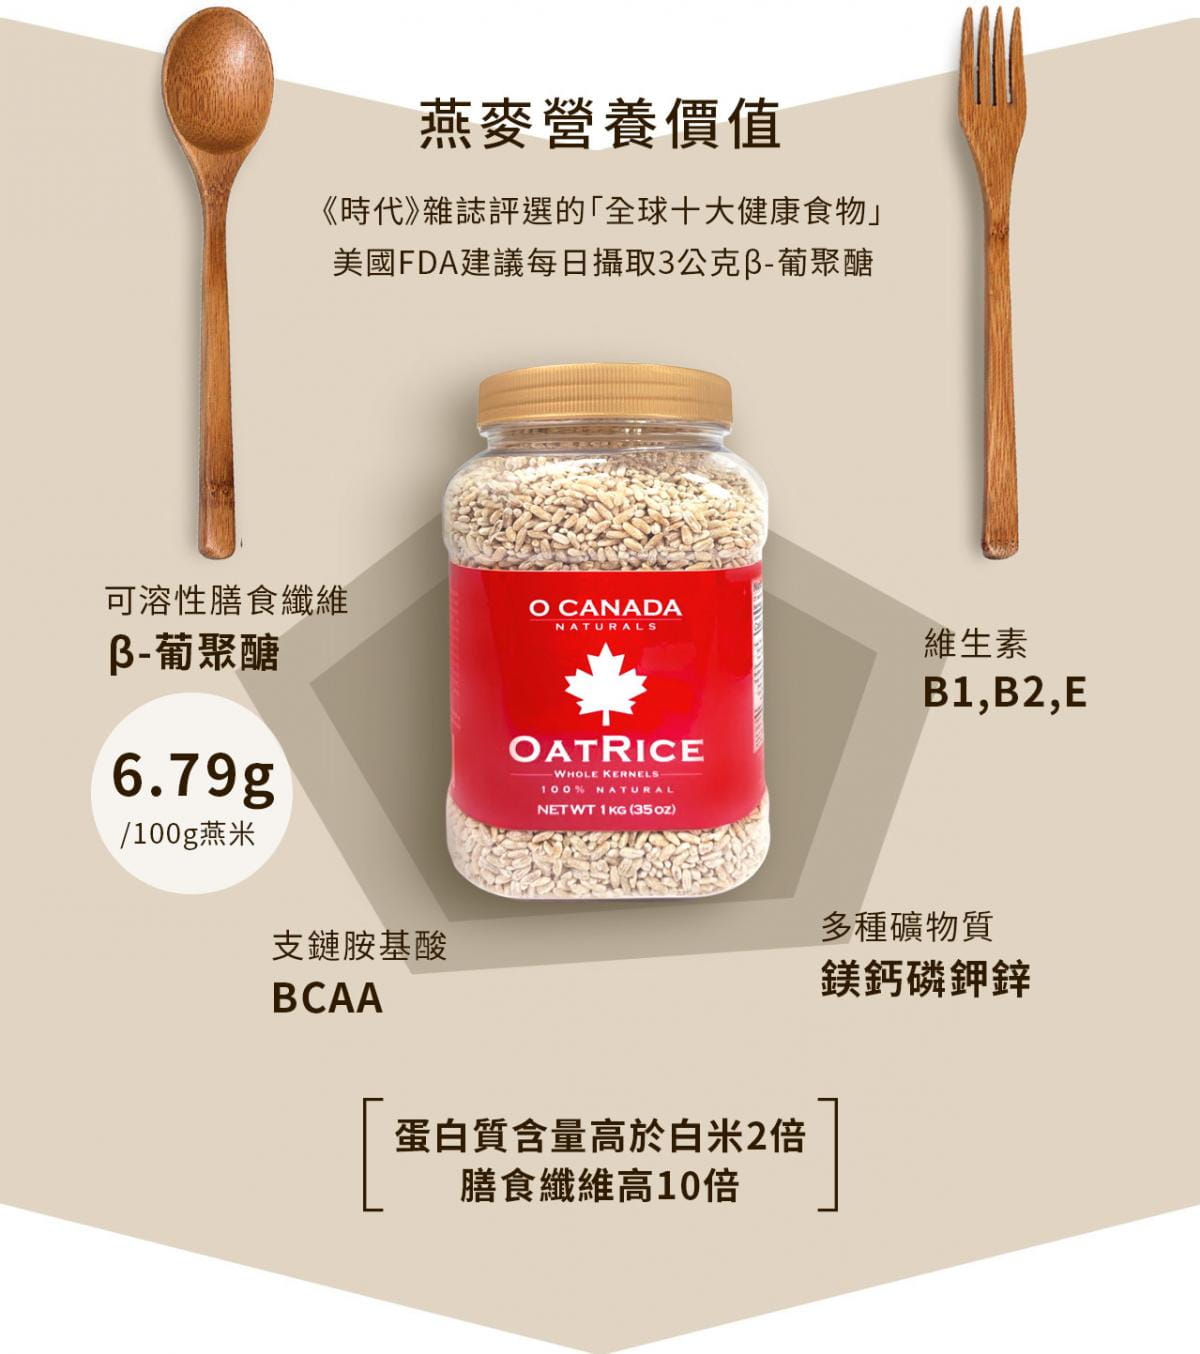 燕麥營養價值
《時代》雜誌評選的「全球十大健康食物」
美國FDA建議每日攝取3公克β-葡聚醣
O CANADA
NATURALS
OATRICE
WHOLE KERNELS
100% NATURAL
NET WT 1 KG (35 OZ)
可溶性膳食纖維
β-葡聚醣
6.79g
/100g燕米
維生素
B1,B2,E
支鏈胺基酸
BCAA
多種礦物質
鎂鈣磷鉀鋅
蛋白質含量高於白米2倍
膳食纖維高10倍